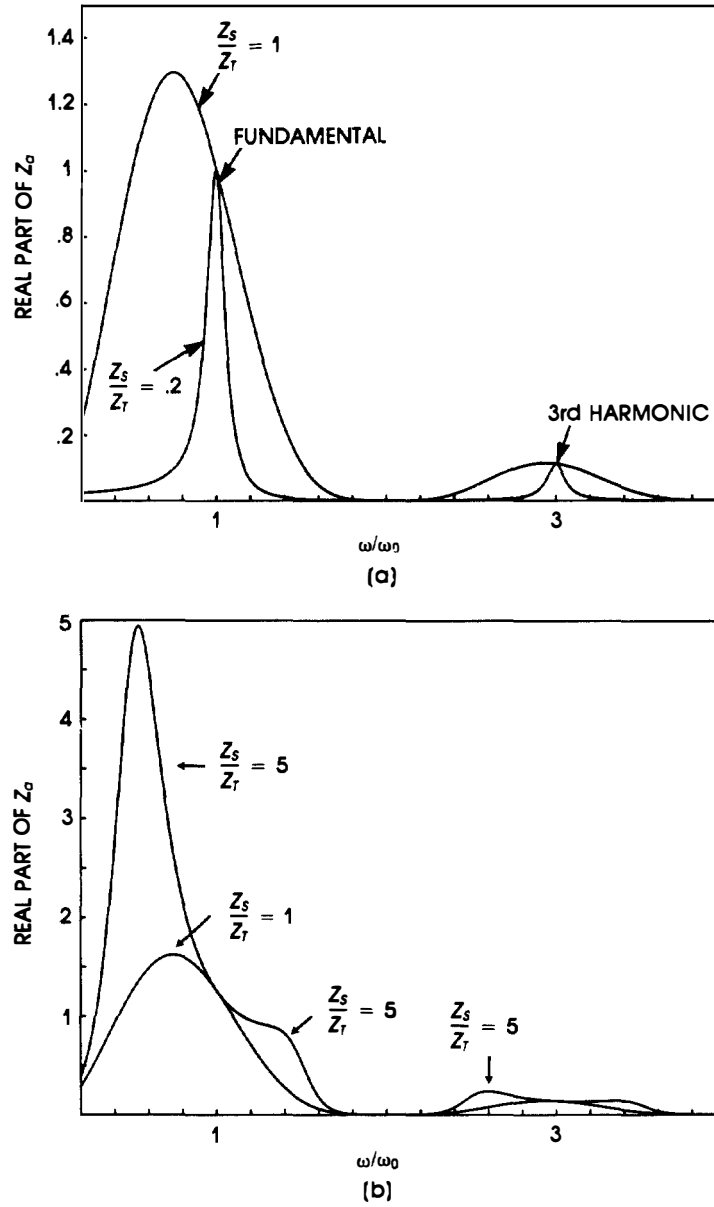 REAL PART OF Zₐ
1.4
1.2
1
.8
.6
.4
.2
Z_S/Z_T = 1
FUNDAMENTAL
Z_S/Z_T = .2
3rd HARMONIC
1
3
ω/ω₀
(a)
REAL PART OF Zₐ
5
4
3
2
1
Z_S/Z_T = 5
Z_S/Z_T = 1
Z_S/Z_T = 5
Z_S/Z_T = 5
1
3
ω/ω₀
(b)